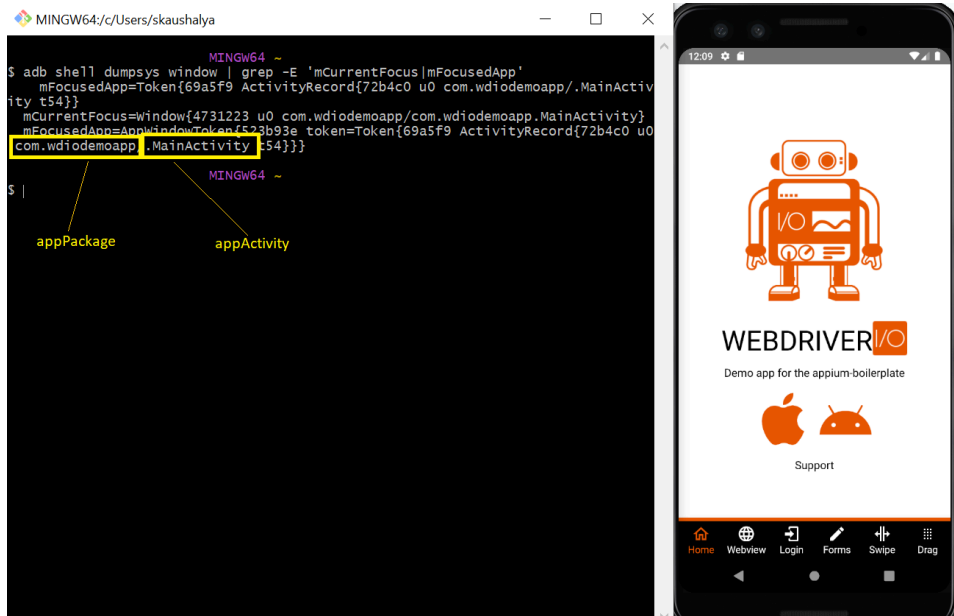 MINGW64:/c/Users/skaushalya
MINGW64 ~
$ adb shell dumpsys window | grep -E 'mCurrentFocus|mFocusedApp'
mFocusedApp=Token{69a5f9 ActivityRecord{72b4c0 u0 com.wdiodemoapp/.MainActiv
ity t54}}
mCurrentFocus=Window{4731223 u0 com.wdiodemoapp/com.wdiodemoapp.MainActivity}
mFocusedApp=AppWindowToken{523b93e token=Token{69a5f9 ActivityRecord{72b4c0 u0
com.wdiodemoapp/.MainActivity t54}}}
MINGW64 ~
$
appPackage
appActivity
12:09
I/O
WEBDRIVER I/O
Demo app for the appium-boilerplate
Support
Home Webview Login Forms Swipe Drag